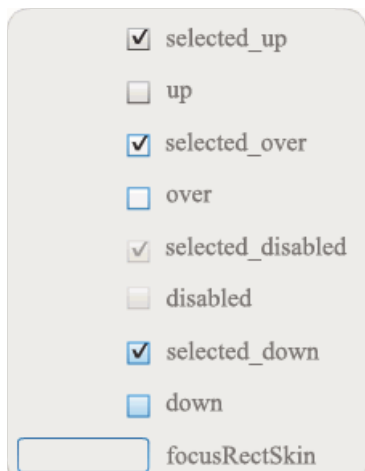 selected_up
up
selected_over
over
selected_disabled
disabled
selected_down
down
focusRectSkin